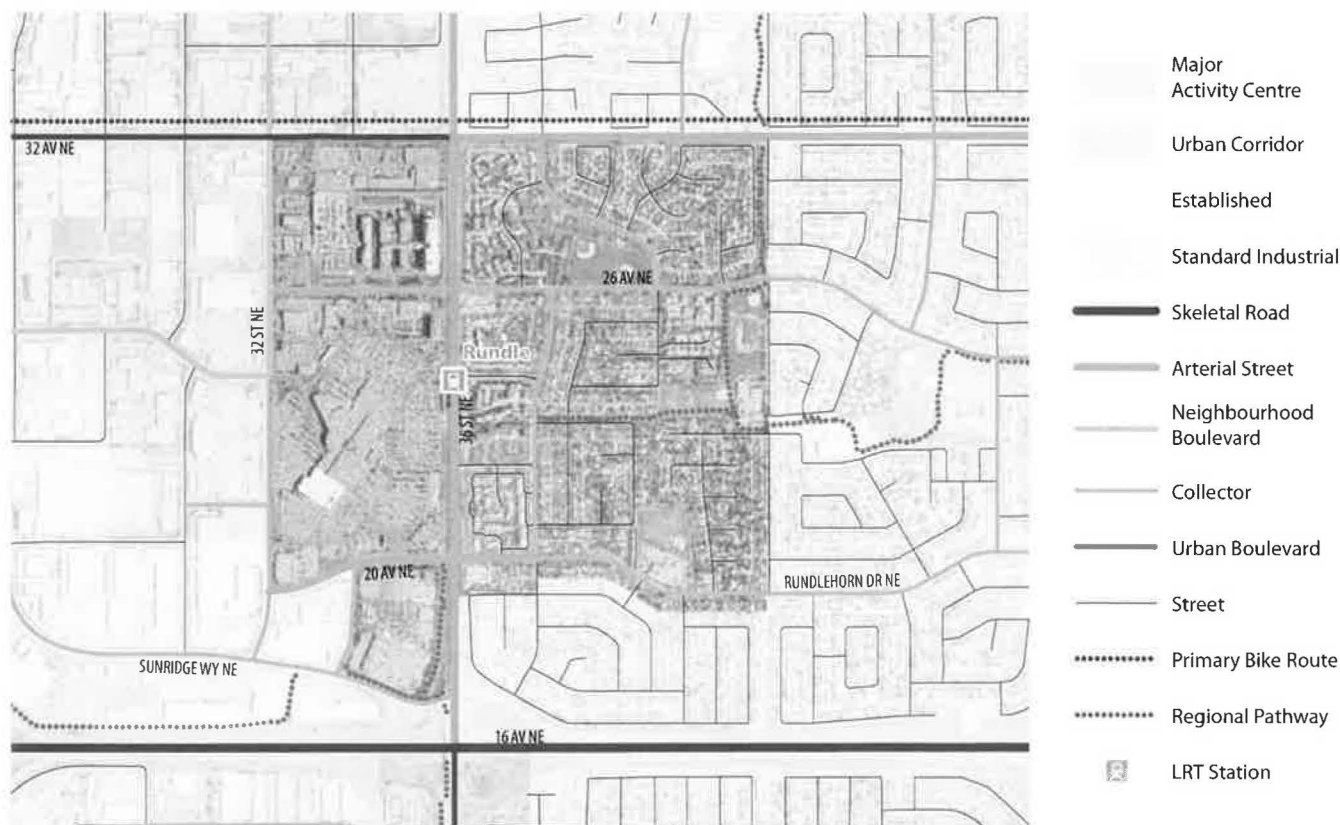 32 AV NE
26 AV NE
32 ST NE
Rundle
36 ST NE
20 AV NE
RUNDLEHORN DR NE
SUNRIDGE WY NE
16 AV NE
Major
Activity Centre
Urban Corridor
Established
Standard Industrial
Skeletal Road
Arterial Street
Neighbourhood
Boulevard
Collector
Urban Boulevard
Street
Primary Bike Route
Regional Pathway
LRT Station